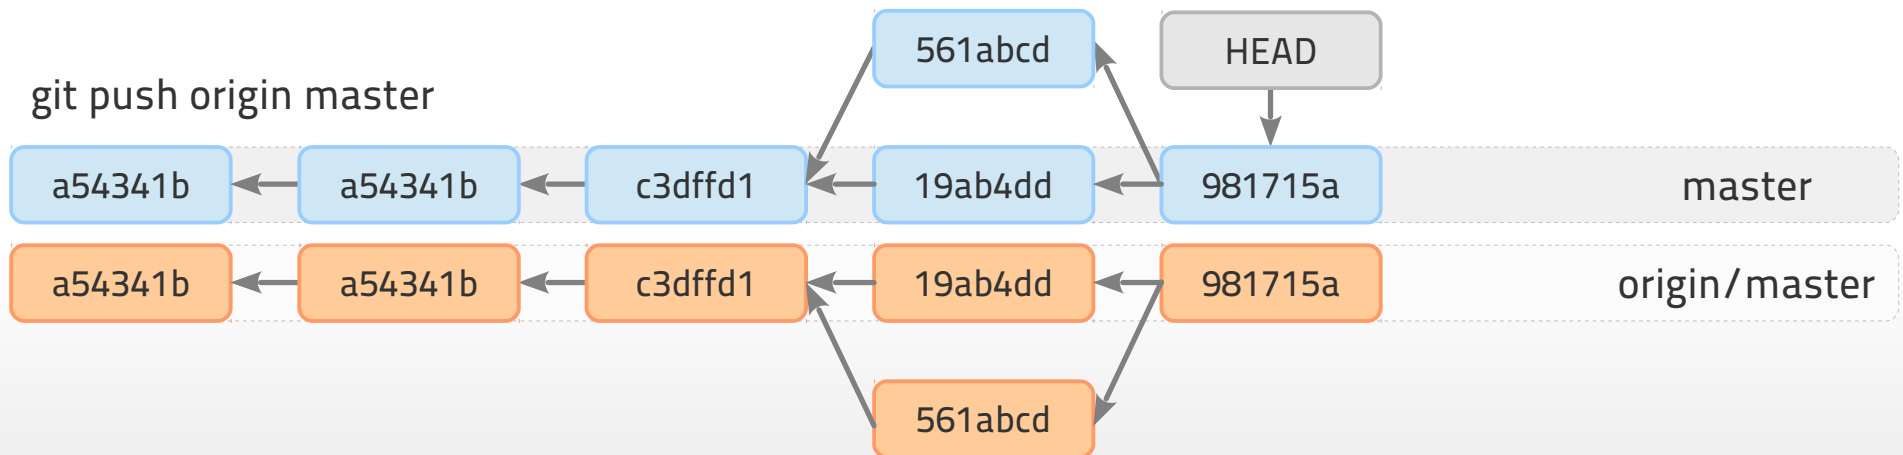 561abcd
HEAD
git push origin master
a54341b
a54341b
c3dffd1
19ab4dd
981715a
master
a54341b
a54341b
c3dffd1
19ab4dd
981715a
origin/master
561abcd